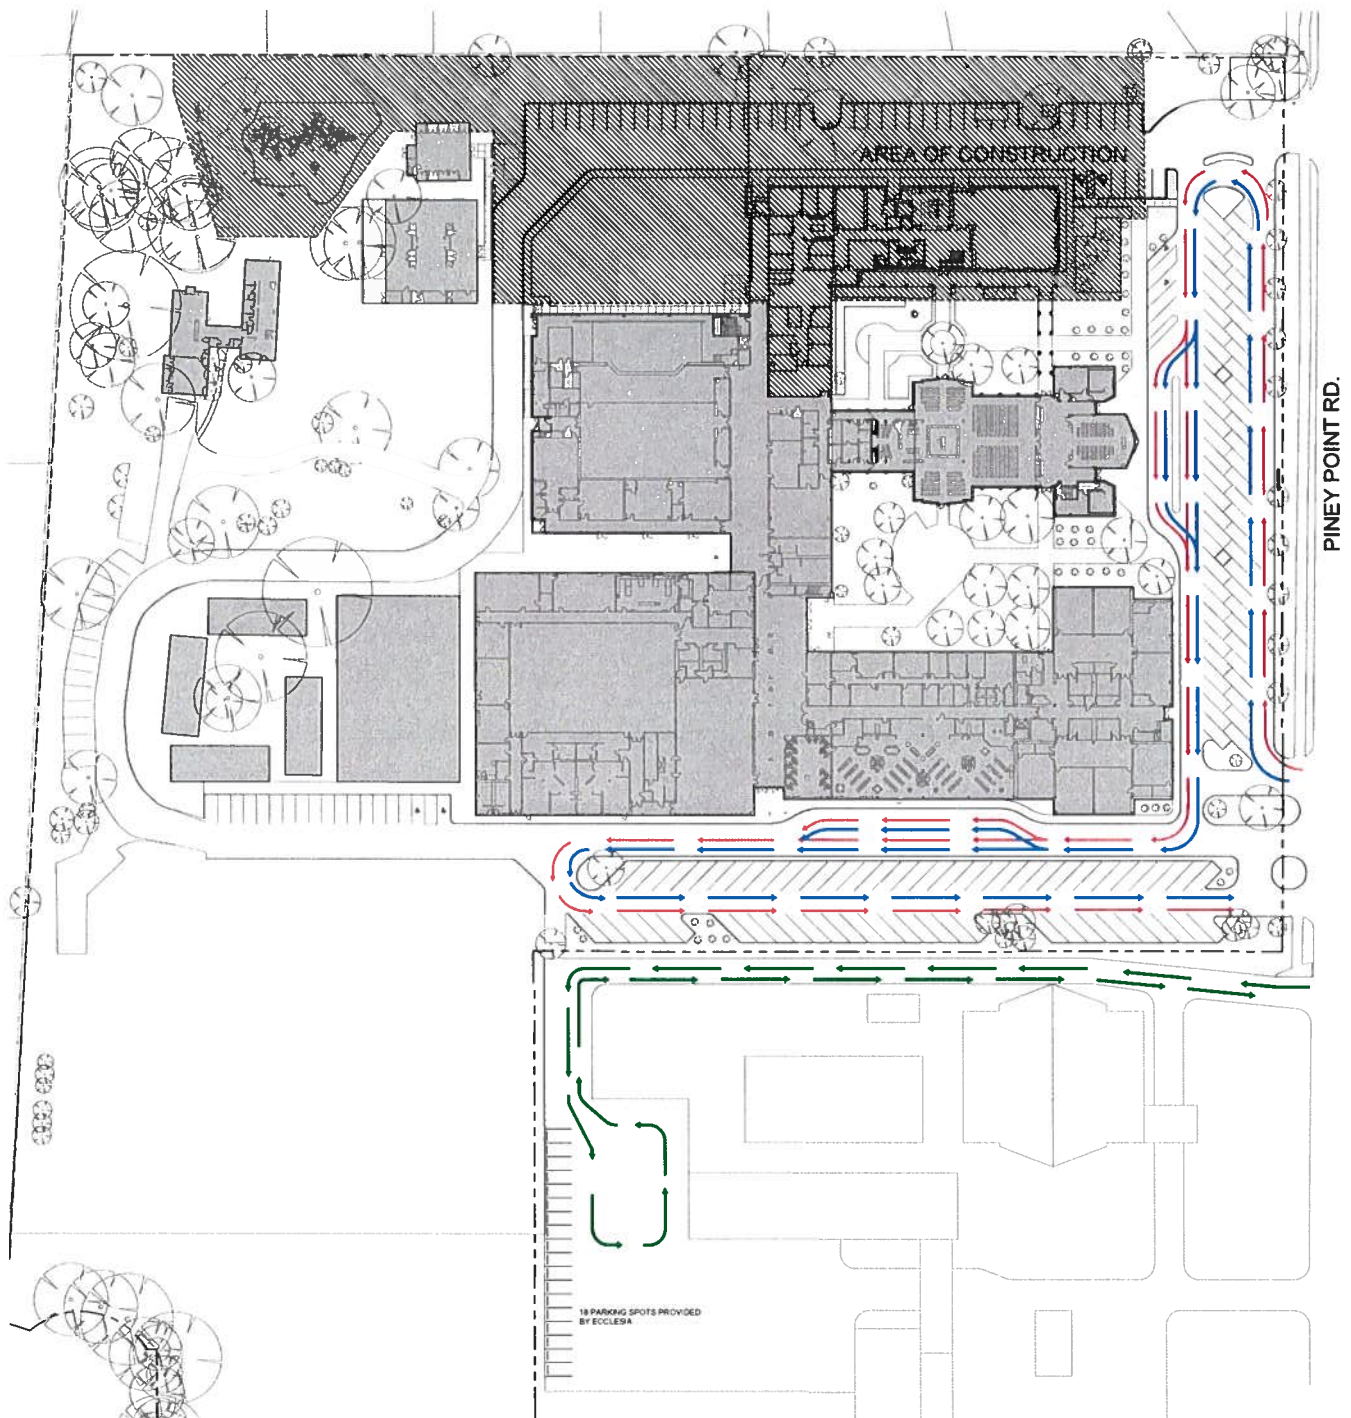 AREA OF CONSTRUCTION
PINEY POINT RD.
18 PARKING SPOTS PROVIDED
BY ECCLESIA